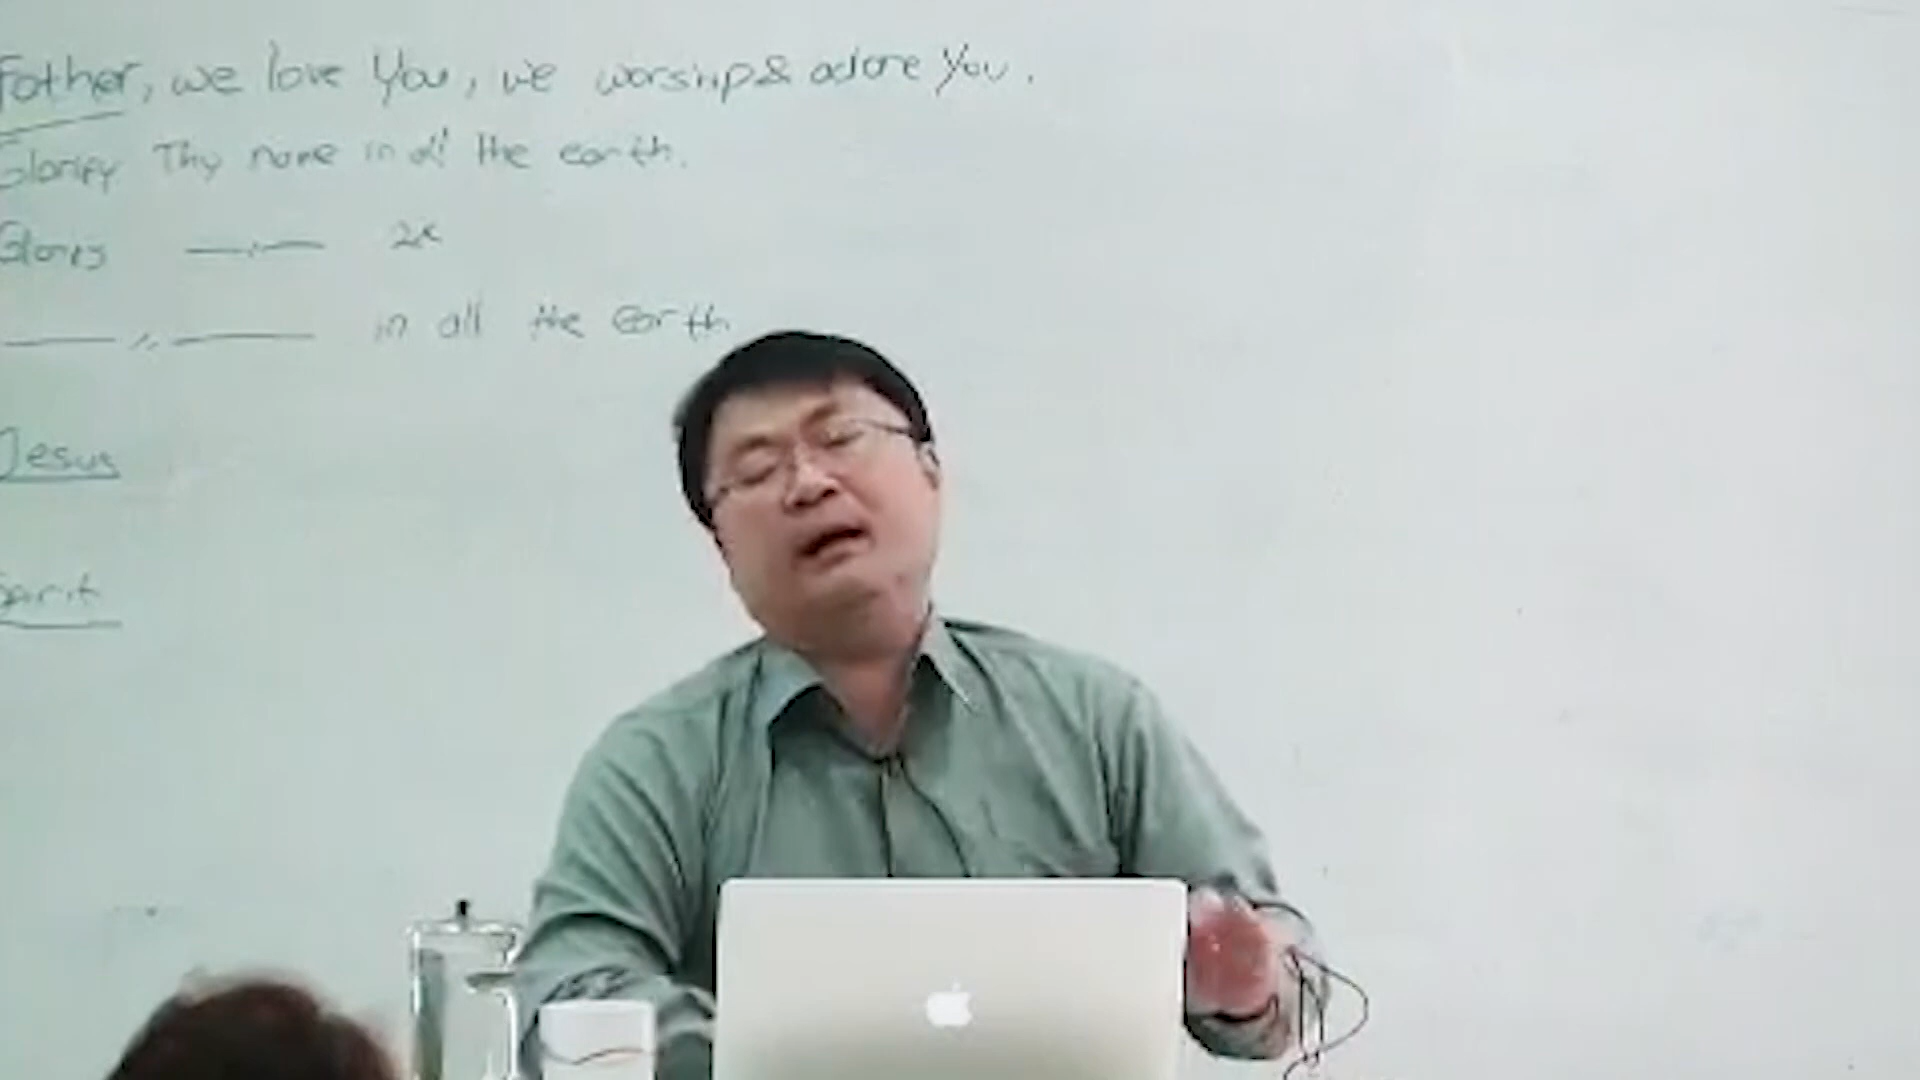 Father, we love You, we worship & adore You.
Glorify Thy name in all the earth.
Glorify 2x
in all the earth
Jesus
Spirit